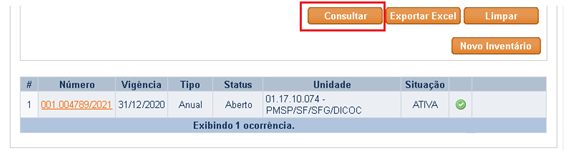 Consultar Exportar Excel Limpar
Novo Inventário
# Número Vigência Tipo Status Unidade Situação
1 001.004789/2021 31/12/2020 Anual Aberto 01.17.10.074 - PMSP/SF/SFG/DICOC ATIVA
Exibindo 1 ocorrência.